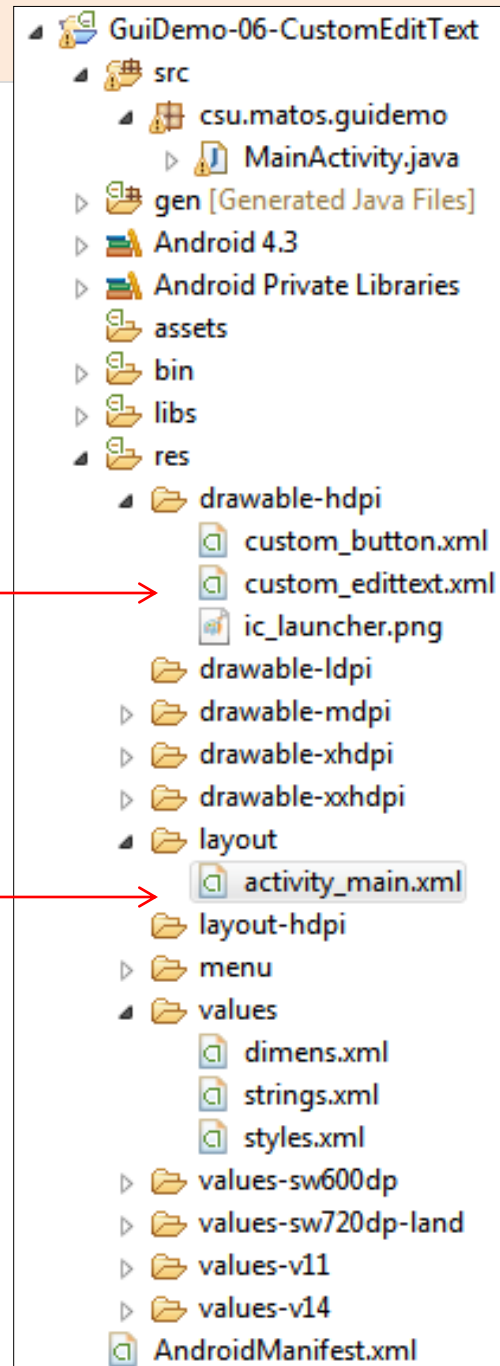 GuiDemo-06-CustomEditText
src
csu.matos.guidemo
MainActivity.java
gen [Generated Java Files]
Android 4.3
Android Private Libraries
assets
bin
libs
res
drawable-hdpi
custom_button.xml
custom_edittext.xml
ic_launcher.png
drawable-ldpi
drawable-mdpi
drawable-xhdpi
drawable-xxhdpi
layout
activity_main.xml
layout-hdpi
menu
values
dimens.xml
strings.xml
styles.xml
values-sw600dp
values-sw720dp-land
values-v11
values-v14
AndroidManifest.xml